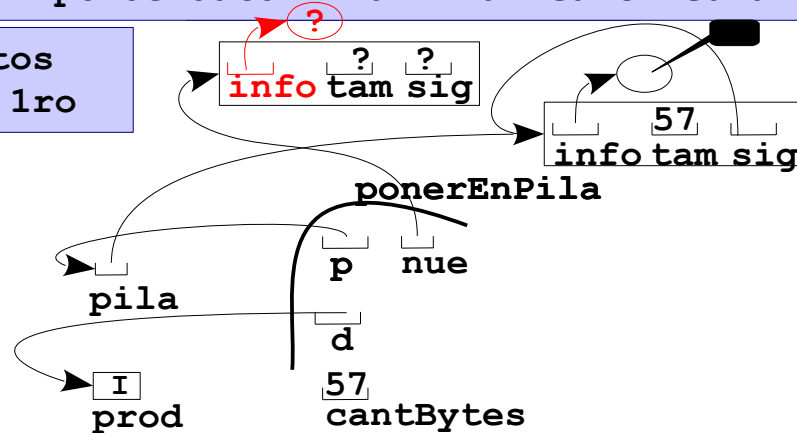 ?
tos
1ro
? ?
info tam sig
57
info tam sig
ponerEnPila
p nue
pila
d
I 57
prod cantBytes